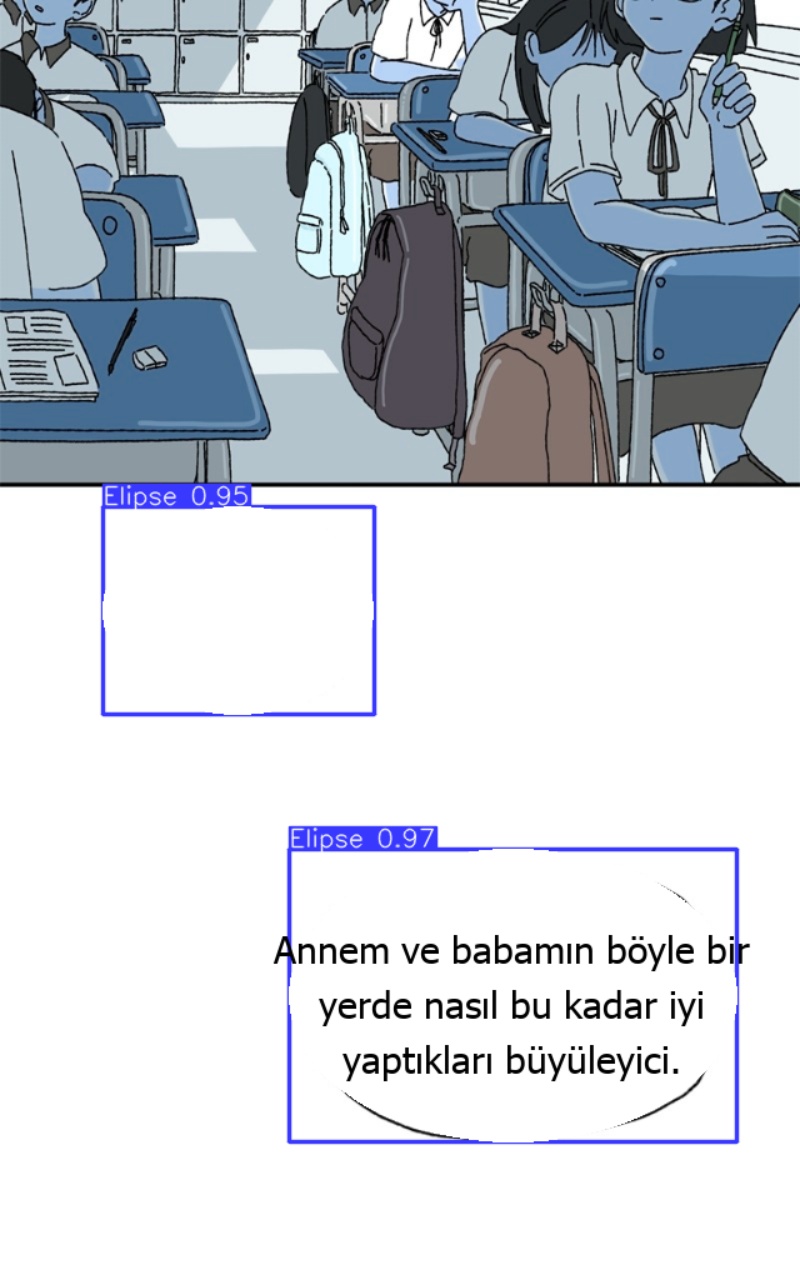 Elipse 0.95
Elipse 0.97
Annem ve babamın böyle bir
yerde nasıl bu kadar iyi
yaptıkları büyüleyici.